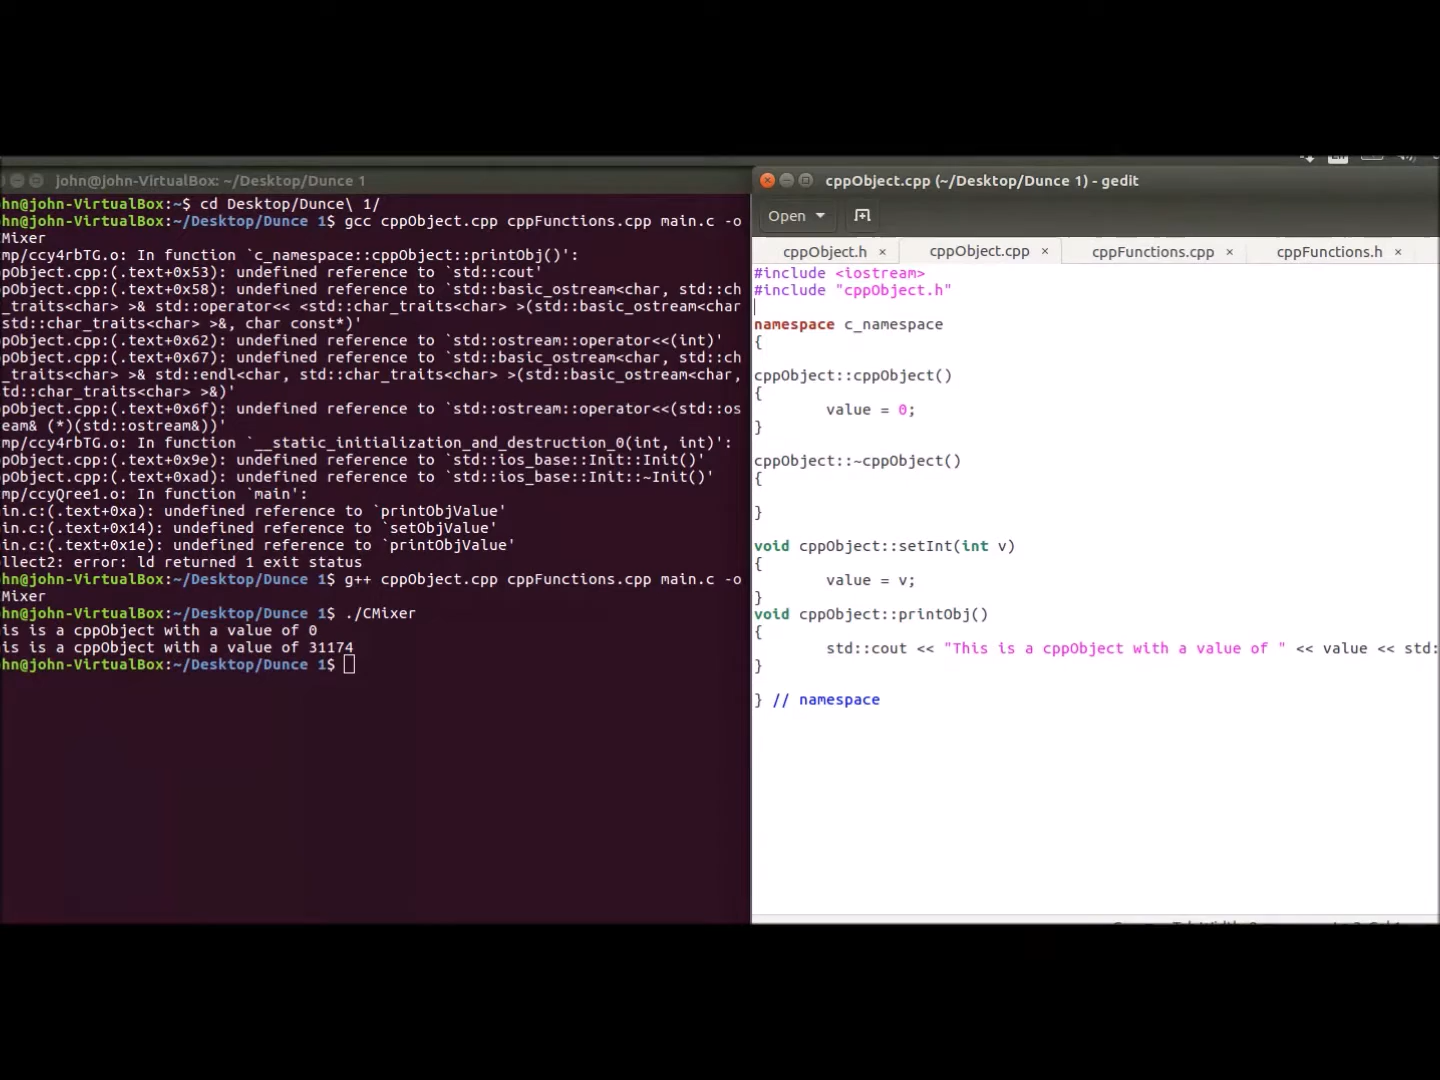 john@john-VirtualBox: ~/Desktop/Dunce 1
hn@john-VirtualBox:~$ cd Desktop/Dunce\ 1/
hn@john-VirtualBox:~/Desktop/Dunce 1$ gcc cppObject.cpp cppFunctions.cpp main.c -o
Mixer
mp/ccy4rbTG.o: In function `c_namespace::cppObject::printObj()':
pObject.cpp:(.text+0x53): undefined reference to `std::cout'
pObject.cpp:(.text+0x58): undefined reference to `std::basic_ostream<char, std::ch
_traits<char> >& std::operator<< <std::char_traits<char> >(std::basic_ostream<char
std::char_traits<char> >&, char const*)'
pObject.cpp:(.text+0x62): undefined reference to `std::ostream::operator<<(int)'
pObject.cpp:(.text+0x67): undefined reference to `std::basic_ostream<char, std::ch
_traits<char> >& std::endl<char, std::char_traits<char> >(std::basic_ostream<char,
td::char_traits<char> >&)'
pObject.cpp:(.text+0x6f): undefined reference to `std::ostream::operator<<(std::os
eam& (*)(std::ostream&))'
mp/ccy4rbTG.o: In function `__static_initialization_and_destruction_0(int, int)':
pObject.cpp:(.text+0x9e): undefined reference to `std::ios_base::Init::Init()'
pObject.cpp:(.text+0xad): undefined reference to `std::ios_base::Init::~Init()'
mp/ccyQree1.o: In function `main':
in.c:(.text+0xa): undefined reference to `printObjValue'
in.c:(.text+0x14): undefined reference to `setObjValue'
in.c:(.text+0x1e): undefined reference to `printObjValue'
llect2: error: ld returned 1 exit status
hn@john-VirtualBox:~/Desktop/Dunce 1$ g++ cppObject.cpp cppFunctions.cpp main.c -o
Mixer
hn@john-VirtualBox:~/Desktop/Dunce 1$ ./CMixer
is is a cppObject with a value of 0
is is a cppObject with a value of 31174
hn@john-VirtualBox:~/Desktop/Dunce 1$
cppObject.cpp (~/Desktop/Dunce 1) - gedit
Open
cppObject.h × cppObject.cpp × cppFunctions.cpp × cppFunctions.h ×
#include <iostream>
#include "cppObject.h"
namespace c_namespace
{
cppObject::cppObject()
{
value = 0;
}
cppObject::~cppObject()
{
}
void cppObject::setInt(int v)
{
value = v;
}
void cppObject::printObj()
{
std::cout << "This is a cppObject with a value of " << value << std:
}
} // namespace